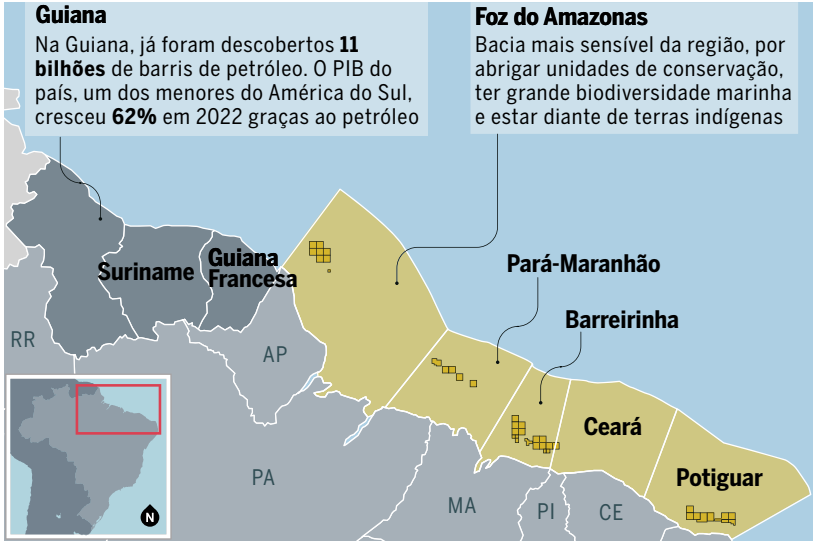 Guiana
Na Guiana, já foram descobertos 11
bilhões de barris de petróleo. O PIB do
país, um dos menores do América do Sul,
cresceu 62% em 2022 graças ao petróleo
Foz do Amazonas
Bacia mais sensível da região, por
abrigar unidades de conservação,
ter grande biodiversidade marinha
e estar diante de terras indígenas
Suriname
Guiana
Francesa
Pará-Maranhão
Barreirinha
Ceará
Potiguar
RR
AP
PA
MA
PI
CE
N